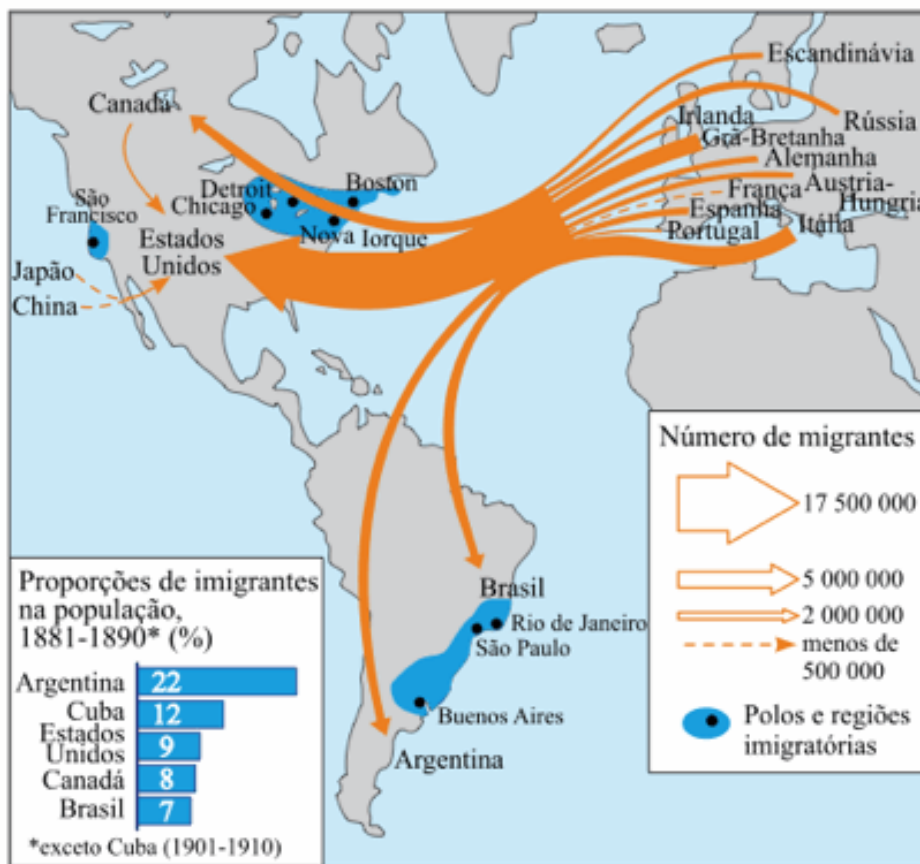 Escandinávia
Canadá
Irlanda
Rússia
Grã-Bretanha
Alemanha
Detroit
Boston
França
Austria-
Hungria
São
Francisco
Chicago
Espanha
Nova Iorque
Portugal
Itália
Estados
Unidos
Japão
China
Número de migrantes
17 500 000
5 000 000
2 000 000
menos de
500 000
Polos e regiões
imigratórias
Brasil
Rio de Janeiro
São Paulo
Buenos Aires
Argentina
Proporções de imigrantes
na população,
1881-1890* (%)
Argentina 22
Cuba 12
Estados
Unidos 9
Canadá 8
Brasil 7
*exceto Cuba (1901-1910)